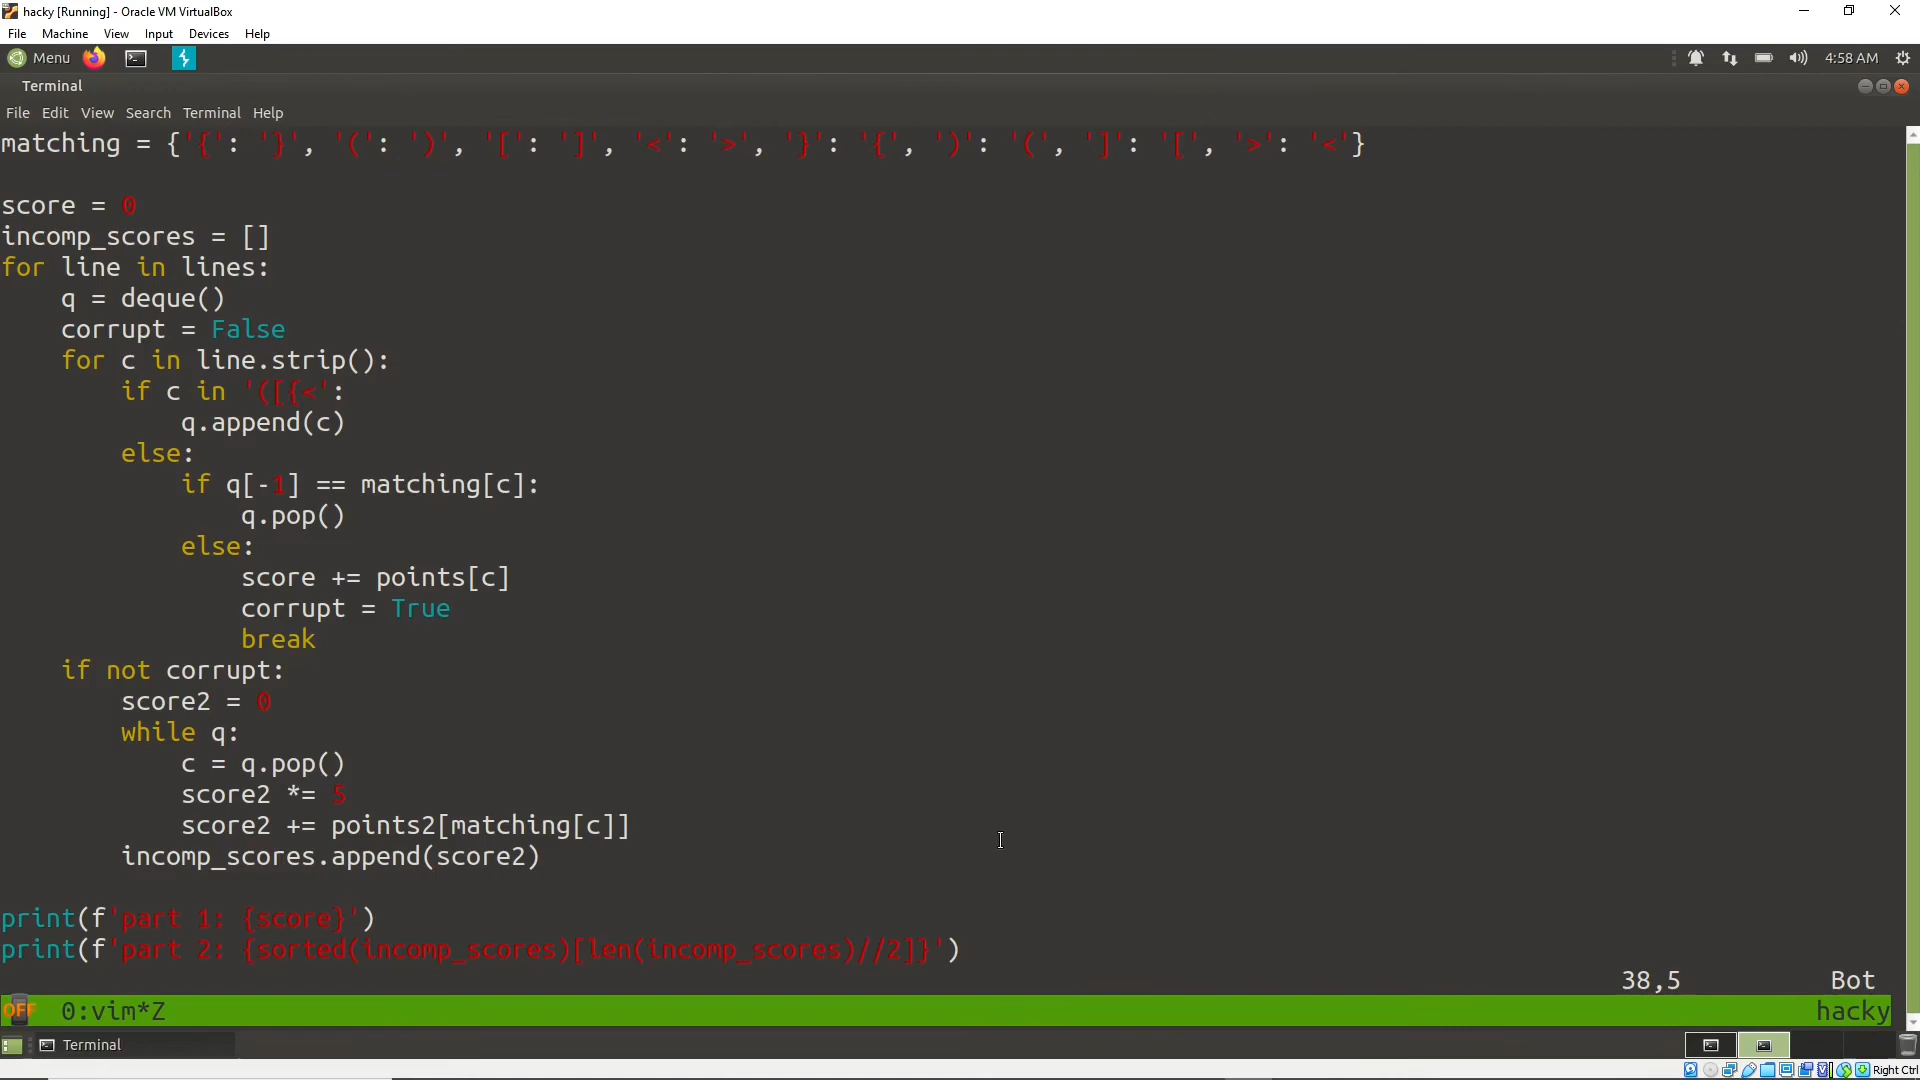 hacky [Running] - Oracle VM VirtualBox
File Machine View Input Devices Help
Menu 4:58 AM
Terminal
File Edit View Search Terminal Help
matching = {'{': '}', '(': ')', '[': ']', '<': '>', '}': '{', ')': '(', ']': '[', '>': '<'}
score = 0
incomp_scores = []
for line in lines:
    q = deque()
    corrupt = False
    for c in line.strip():
        if c in '([{<':
            q.append(c)
        else:
            if q[-1] == matching[c]:
                q.pop()
            else:
                score += points[c]
                corrupt = True
                break
    if not corrupt:
        score2 = 0
        while q:
            c = q.pop()
            score2 *= 5
            score2 += points2[matching[c]]
        incomp_scores.append(score2)
print(f'part 1: {score}')
print(f'part 2: {sorted(incomp_scores)[len(incomp_scores)//2]}')
38,5 Bot
OFF 0:vim*Z hacky
Terminal
Right Ctrl